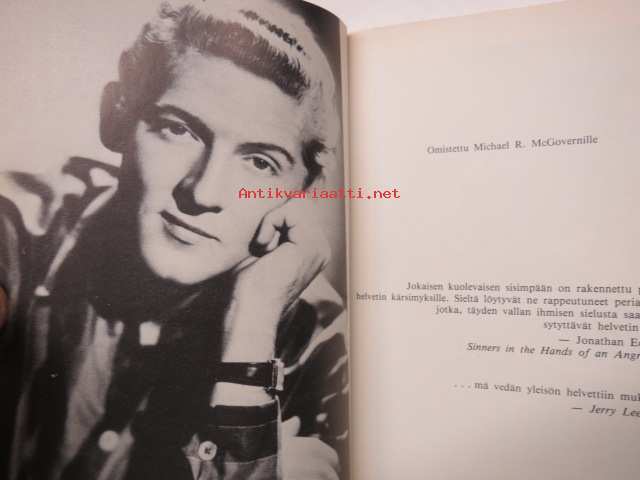 Omistettu Michael R. McGovernille
Antikvariaatti.net
Jokaisen kuolevaisen sisimpään on rakennettu p
helvetin kärsimyksille. Sieltä löytyvät ne rappeutuneet peria
jotka, täyden vallan ihmisen sielusta saa
sytyttävät helvetin
— Jonathan Ed
Sinners in the Hands of an Angr
. . . mä vedän yleisön helvettiin muk
— Jerry Lee